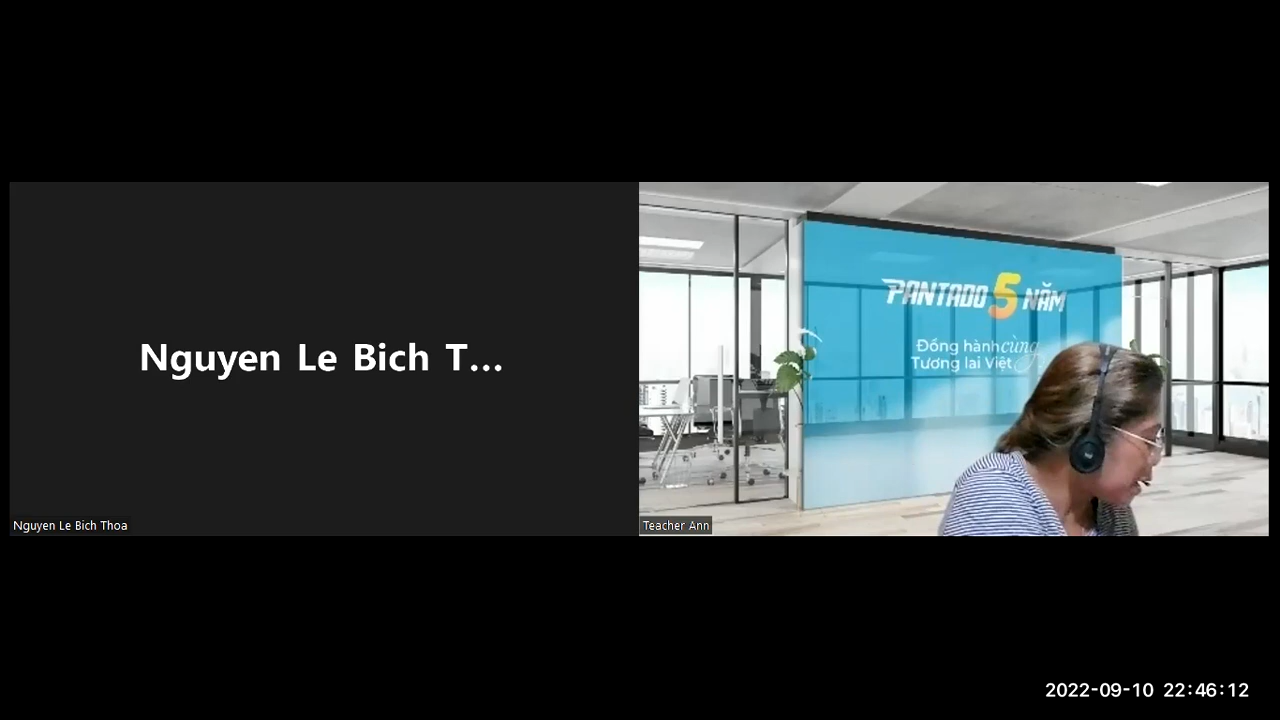 Nguyen Le Bich T...
Nguyen Le Bich Thoa
PANTADO 5 NĂM
Đồng hành cùng
Tương lai Việt
Teacher Ann
2022-09-10 22:46:12